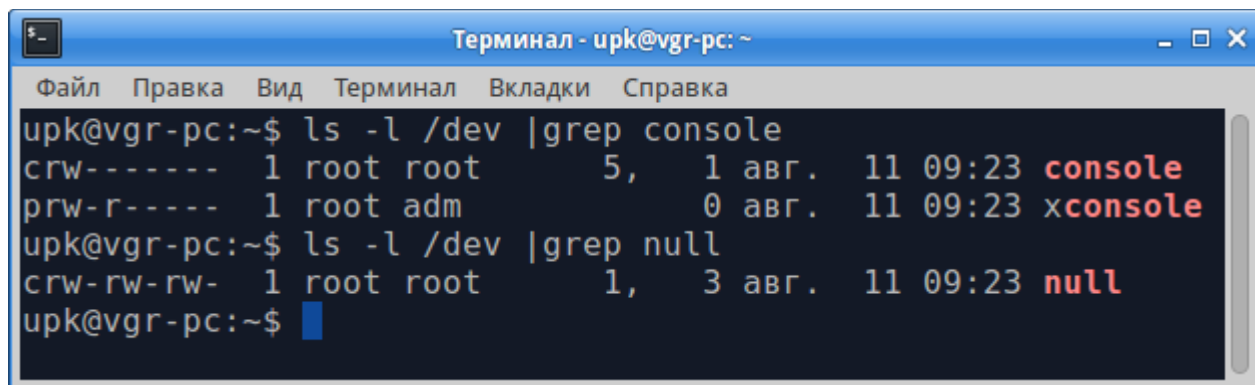 Терминал - upk@vgr-pc: ~
Файл Правка Вид Терминал Вкладки Справка
upk@vgr-pc:~$ ls -l /dev |grep console
crw------- 1 root root 5, 1 авг. 11 09:23 console
prw-r----- 1 root adm 0 авг. 11 09:23 xconsole
upk@vgr-pc:~$ ls -l /dev |grep null
crw-rw-rw- 1 root root 1, 3 авг. 11 09:23 null
upk@vgr-pc:~$